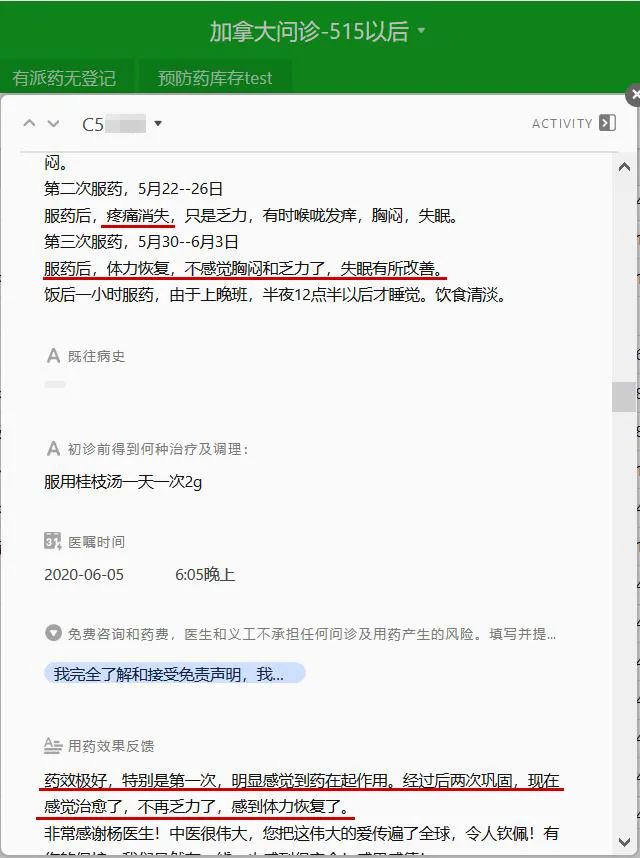 加拿大问诊-515以后
有派药无登记
预防药库存test
C5
ACTIVITY
闷。
第二次服药，5月22--26日
服药后，疼痛消失，只是乏力，有时喉咙发痒，胸闷，失眠。
第三次服药，5月30--6月3日
服药后，体力恢复，不感觉胸闷和乏力了，失眠有所改善。
饭后一小时服药，由于上晚班，半夜12点半以后才睡觉。饮食清淡。
A 既往病史
A 初诊前得到何种治疗及调理：
服用桂枝汤一天一次2g
31 医嘱时间
2020-06-05 6:05晚上
免费咨询和药费，医生和义工不承担任何问诊及用药产生的风险。填写并提...
我完全了解和接受免责声明，我...
用药效果反馈
药效极好，特别是第一次，明显感觉到药在起作用。经过后两次巩固，现在
感觉治愈了，不再乏力了，感到体力恢复了。
非常感谢杨医生！中医很伟大，您把这伟大的爱传遍了全球，令人钦佩！有